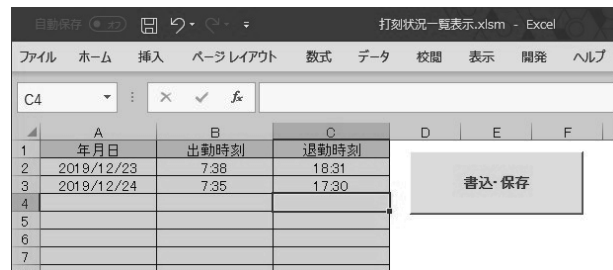 自動保存 オフ 打刻状況一覧表示.xlsm - Excel
ファイル ホーム 挿入 ページ レイアウト 数式 データ 校閲 表示 開発 ヘルプ
C4 fx
A B C D E F
1 年月日 出勤時刻 退勤時刻
2 2019/12/23 7:38 18:31
3 2019/12/24 7:35 17:30
書込・保存
4
5
6
7